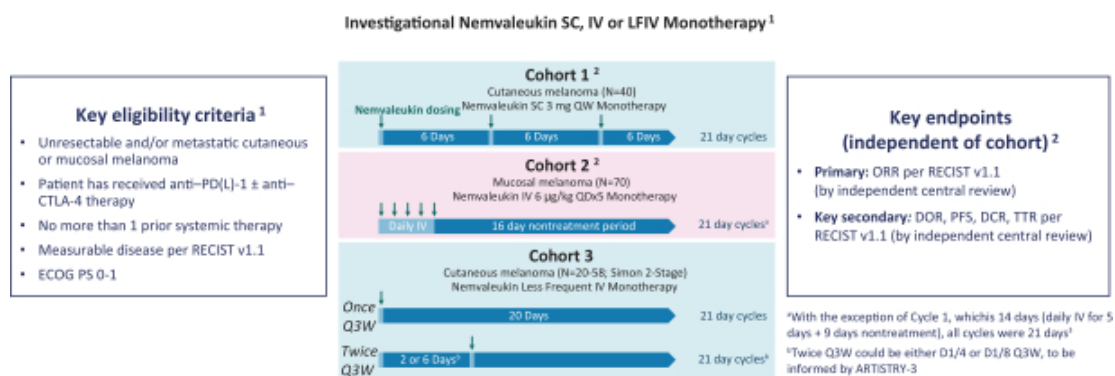 Investigational Nemvaleukin SC, IV or LFIV Monotherapy 1
Key eligibility criteria 1
• Unresectable and/or metastatic cutaneous
or mucosal melanoma
• Patient has received anti–PD(L)-1 ± anti–
CTLA-4 therapy
• No more than 1 prior systemic therapy
• Measurable disease per RECIST v1.1
• ECOG PS 0-1
Cohort 1 2
Cutaneous melanoma (N=40)
Nemvaleukin SC 3 mg QW Monotherapy
Nemvaleukin dosing
6 Days 6 Days 6 Days 21 day cycles
Cohort 2 2
Mucosal melanoma (N=70)
Nemvaleukin IV 6 µg/kg QDx5 Monotherapy
Daily IV 16 day nontreatment period 21 day cyclesᵃ
Cohort 3
Cutaneous melanoma (N=20-58; Simon 2-Stage)
Nemvaleukin Less Frequent IV Monotherapy
Once
Q3W
20 Days 21 day cycles
Twice
Q3W
2 or 6 Daysᵇ 21 day cyclesᵇ
Key endpoints
(independent of cohort) 2
• Primary: ORR per RECIST v1.1
(by independent central review)
• Key secondary: DOR, PFS, DCR, TTR per
RECIST v1.1 (by independent central review)
ᵃWith the exception of Cycle 1, whichis 14 days (daily IV for 5
days + 9 days nontreatment), all cycles were 21 days¹
ᵇTwice Q3W could be either D1/4 or D1/8 Q3W, to be
informed by ARTISTRY-3